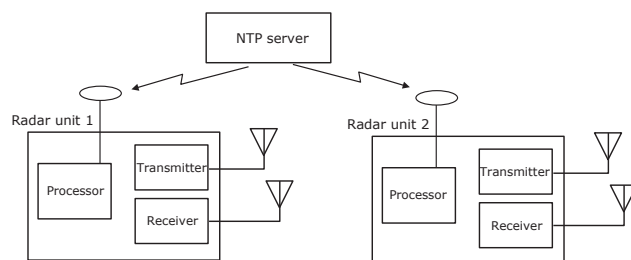 NTP server
Radar unit 1
Radar unit 2
Transmitter
Processor
Receiver
Transmitter
Processor
Receiver